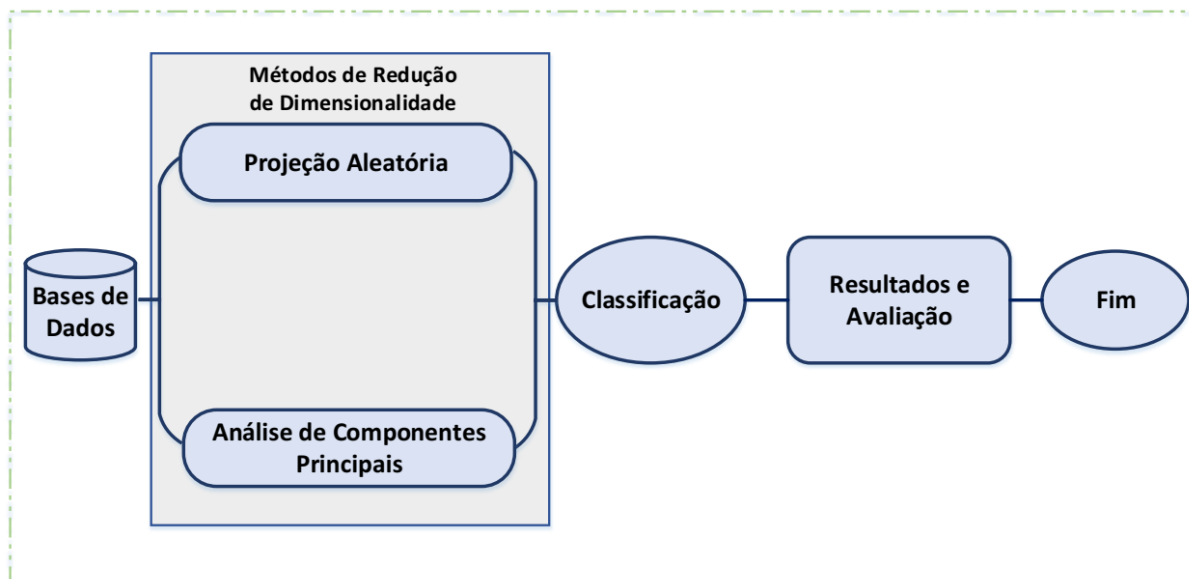 Métodos de Redução
de Dimensionalidade
Projeção Aleatória
Bases de
Dados
Análise de Componentes
Principais
Classificação
Resultados e
Avaliação
Fim